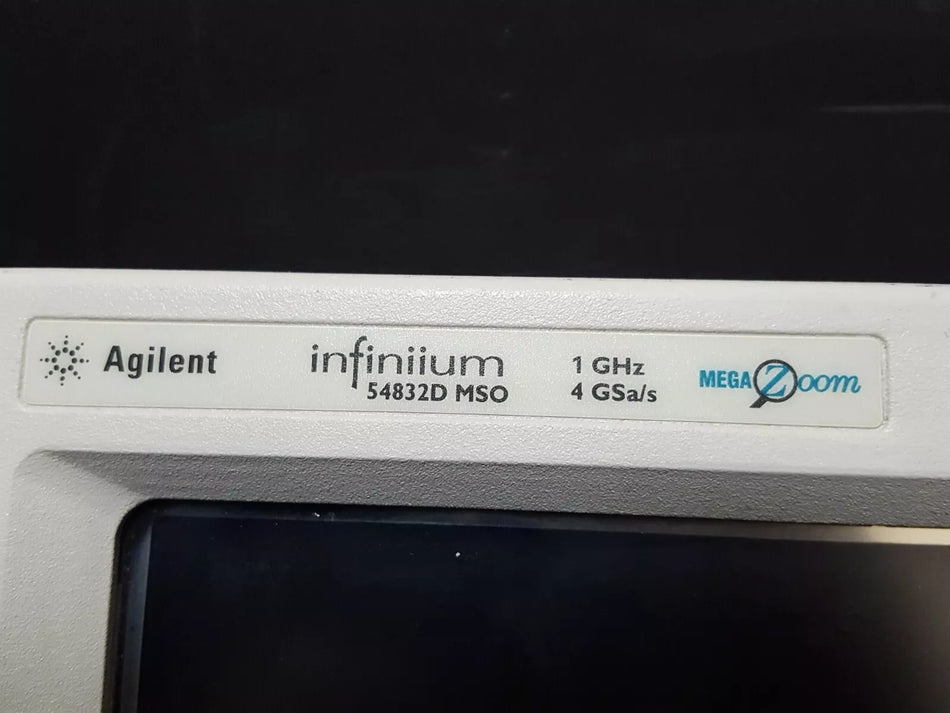 Agilent
infiniium
54832D MSO
1 GHz
4 GSa/s
MEGA Zoom